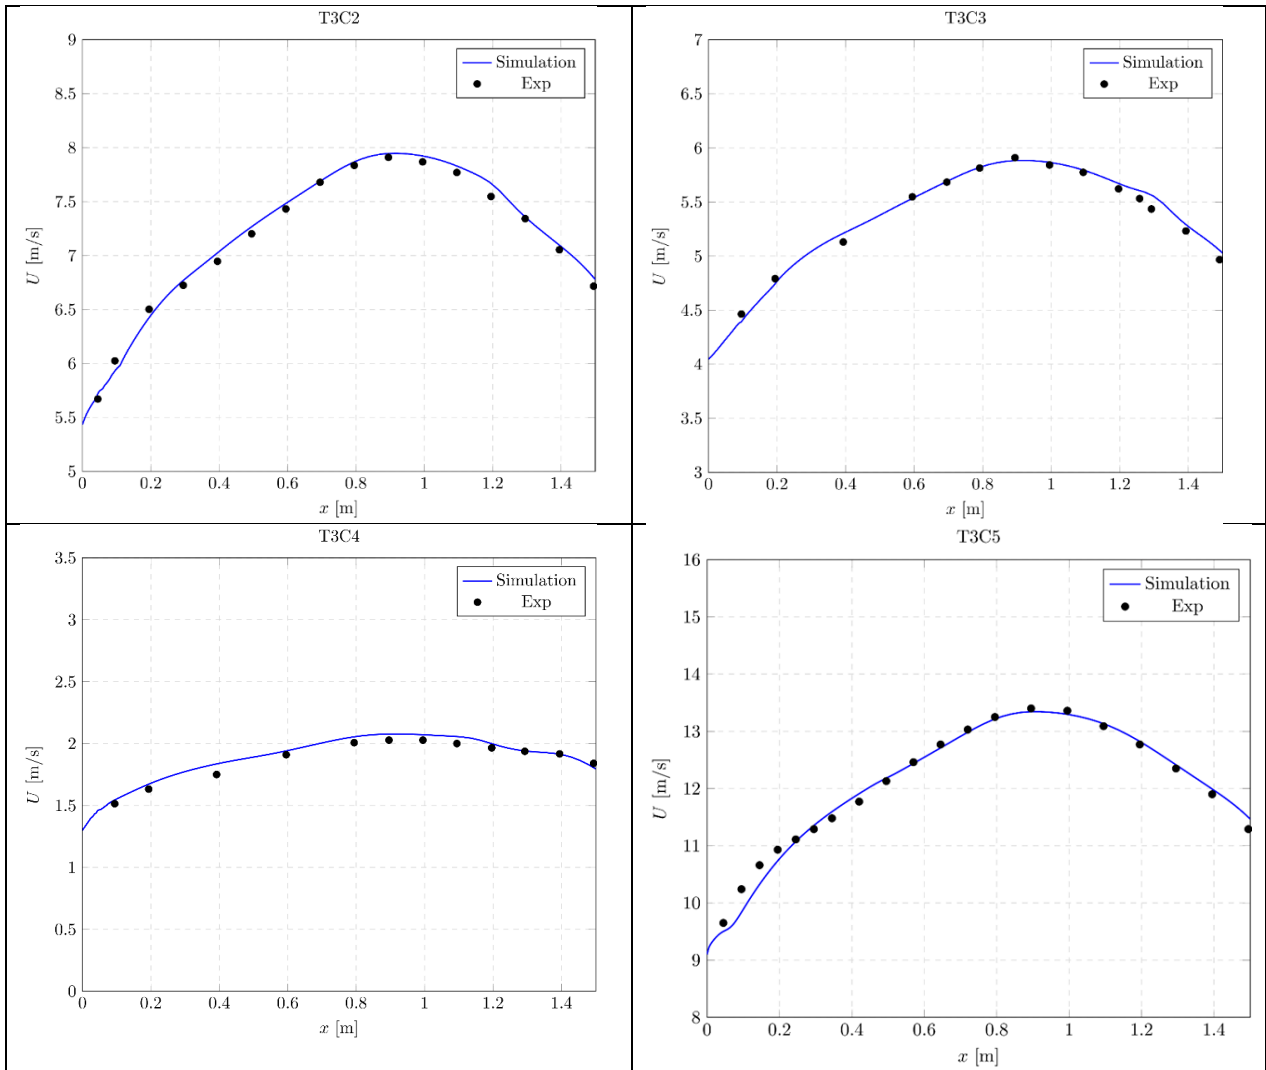 T3C2
9
8.5
8
7.5
7
6.5
6
5.5
5
U [m/s]
Simulation
Exp
0 0.2 0.4 0.6 0.8 1 1.2 1.4
x [m]
T3C3
7
6.5
6
5.5
5
4.5
4
3.5
3
U [m/s]
Simulation
Exp
0 0.2 0.4 0.6 0.8 1 1.2 1.4
x [m]
T3C4
3.5
3
2.5
2
1.5
1
0.5
0
U [m/s]
Simulation
Exp
0 0.2 0.4 0.6 0.8 1 1.2 1.4
x [m]
T3C5
16
15
14
13
12
11
10
9
8
U [m/s]
Simulation
Exp
0 0.2 0.4 0.6 0.8 1 1.2 1.4
x [m]